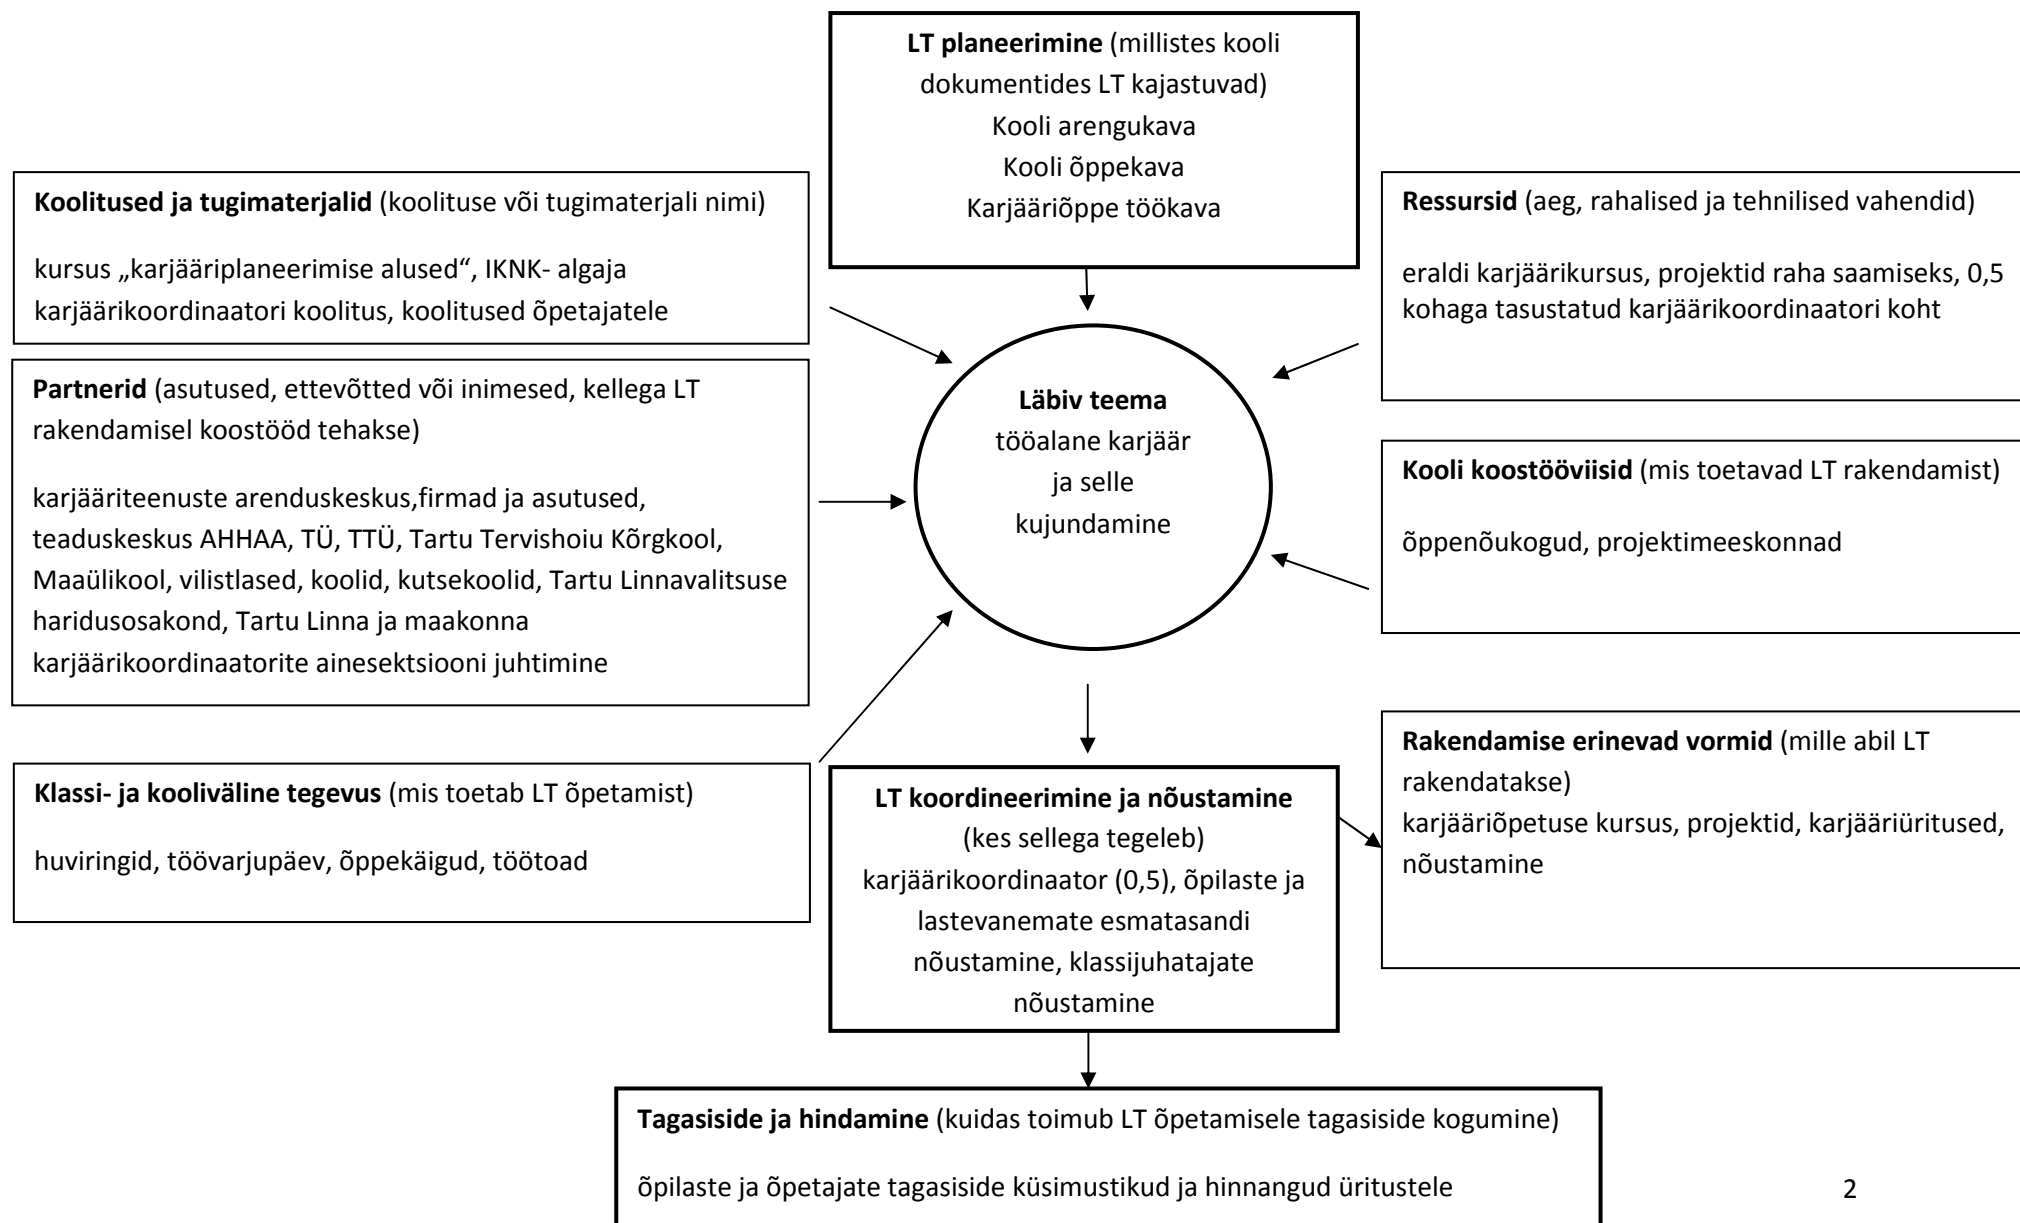 LT planeerimine (millistes kooli
dokumentides LT kajastuvad)
Kooli arengukava
Kooli õppekava
Karjääriõppe töökava
Koolitused ja tugimaterjalid (koolituse või tugimaterjali nimi)
kursus „karjääriplaneerimise alused“, IKNK- algaja
karjäärikoordinaatori koolitus, koolitused õpetajatele
Ressursid (aeg, rahalised ja tehnilised vahendid)
eraldi karjäärikursus, projektid raha saamiseks, 0,5
kohaga tasustatud karjäärikoordinaatori koht
Partnerid (asutused, ettevõtted või inimesed, kellega LT
rakendamisel koostööd tehakse)
karjääriteenuste arenduskeskus,firmad ja asutused,
teaduskeskus AHHAA, TÜ, TTÜ, Tartu Tervishoiu Kõrgkool,
Maaülikool, vilistlased, koolid, kutsekoolid, Tartu Linnavalitsuse
haridusosakond, Tartu Linna ja maakonna
karjäärikoordinaatorite ainesektsiooni juhtimine
Läbiv teema
tööalane karjäär
ja selle
kujundamine
Kooli koostööviisid (mis toetavad LT rakendamist)
õppenõukogud, projektimeeskonnad
Klassi- ja kooliväline tegevus (mis toetab LT õpetamist)
huviringid, töövarjupäev, õppekäigud, töötoad
LT koordineerimine ja nõustamine
(kes sellega tegeleb)
karjäärikoordinaator (0,5), õpilaste ja
lastevanemate esmatasandi
nõustamine, klassijuhatajate
nõustamine
Rakendamise erinevad vormid (mille abil LT
rakendatakse)
karjääriõpetuse kursus, projektid, karjääriüritused,
nõustamine
Tagasiside ja hindamine (kuidas toimub LT õpetamisele tagasiside kogumine)
õpilaste ja õpetajate tagasiside küsimustikud ja hinnangud üritustele
2